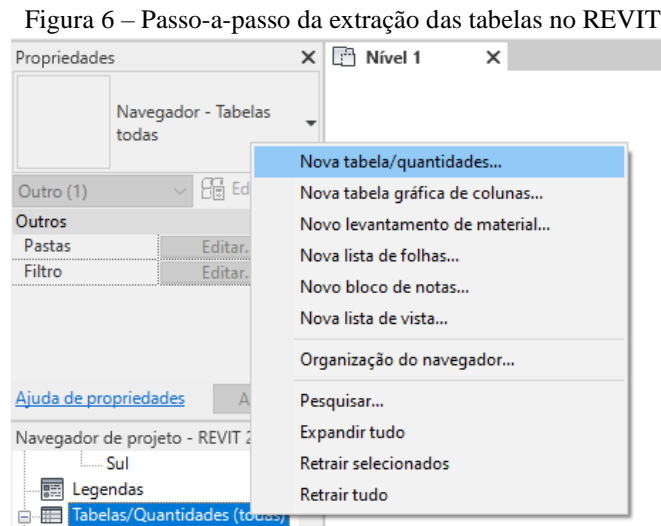 Figura 6 – Passo-a-passo da extração das tabelas no REVIT
Propriedades
Nível 1
Navegador - Tabelas
todas
Outro (1)
Ed
Outros
Pastas
Editar.
Filtro
Editar.
Ajuda de propriedades
A
Navegador de projeto - REVIT 2
Sul
Legendas
Tabelas/Quantidades (todas)
Nova tabela/quantidades...
Nova tabela gráfica de colunas...
Novo levantamento de material...
Nova lista de folhas...
Novo bloco de notas...
Nova lista de vista...
Organização do navegador...
Pesquisar...
Expandir tudo
Retrair selecionados
Retrair tudo